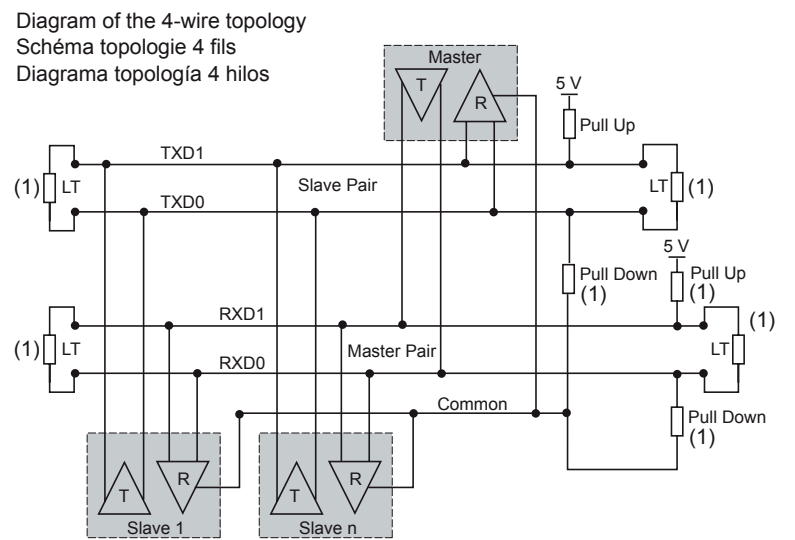 Diagram of the 4-wire topology
Schéma topologie 4 fils
Diagrama topología 4 hilos
Master
T
R
5 V
Pull Up
TXD1
(1)
LT
Slave Pair
LT
(1)
TXD0
5 V
Pull Down
(1)
Pull Up
(1)
RXD1
(1)
(1)
LT
Master Pair
LT
RXD0
Common
Pull Down
(1)
T
R
T
R
Slave 1
Slave n